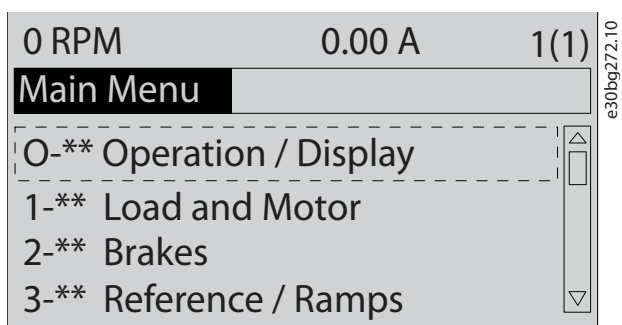 0 RPM 0.00 A 1(1)
Main Menu
O-** Operation / Display
1-** Load and Motor
2-** Brakes
3-** Reference / Ramps
e30bg272.10